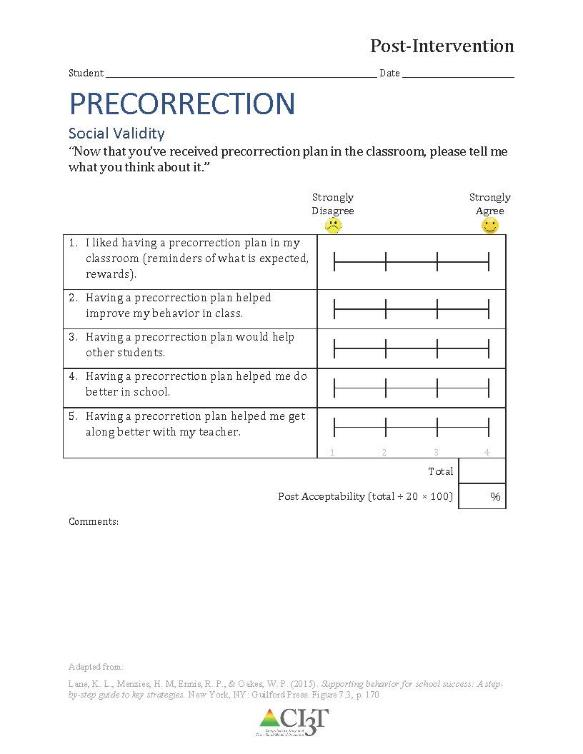 Post-Intervention
Student Date
PRECORRECTION
Social Validity
“Now that you’ve received precorrection plan in the classroom, please tell me
what you think about it.”
Strongly Disagree
Strongly Agree
1. I liked having a precorrection plan in my
classroom (reminders of what is expected,
rewards).
2. Having a precorrection plan helped
improve my behavior in class.
3. Having a precorrection plan would help
other students.
4. Having a precorrection plan helped me do
better in school.
5. Having a precorretion plan helped me get
along better with my teacher.
1 2 3 4
Total
Post Acceptability (total ÷ 20 × 100) %
Comments:
Adapted from:
Lane, K. L., Menzies, H. M, Ennis, R. P., & Oakes, W. P. (2015). Supporting behavior for school success: A step-
by-step guide to key strategies. New York, NY: Guilford Press. Figure 7.3, p. 170
CI3T